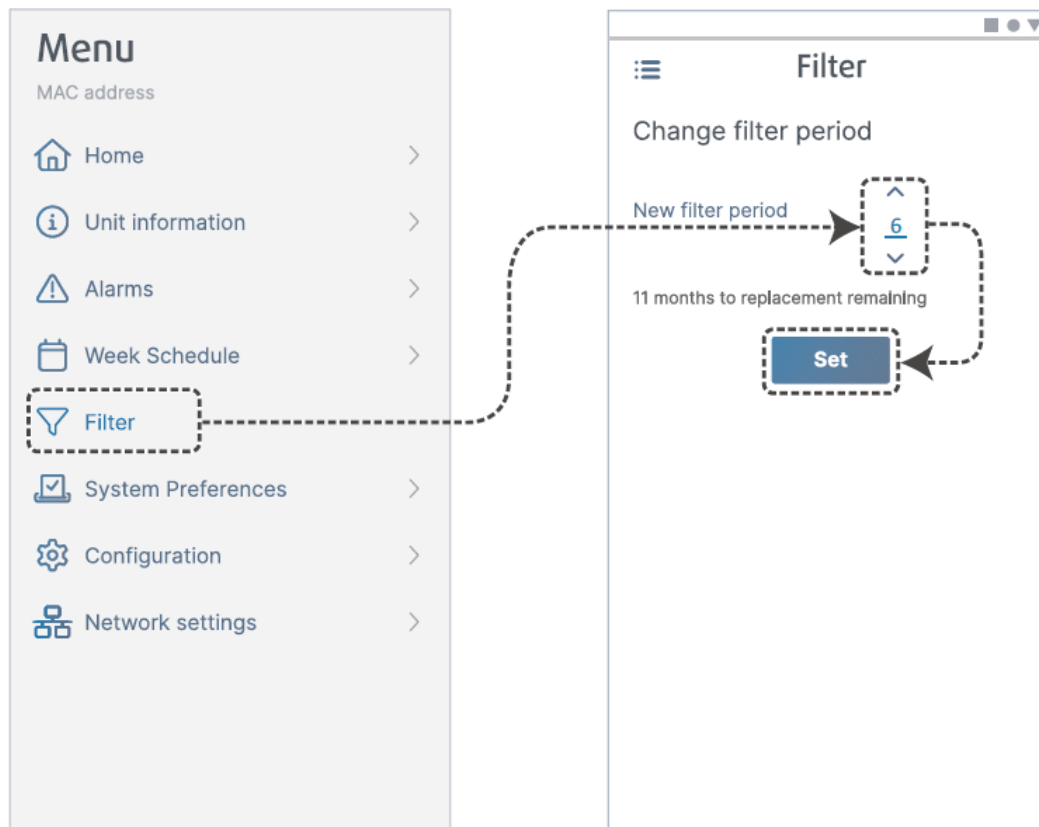 Menu
MAC address
Home
Unit information
Alarms
Week Schedule
Filter
System Preferences
Configuration
Network settings
Filter
Change filter period
New filter period
6
11 months to replacement remaining
Set